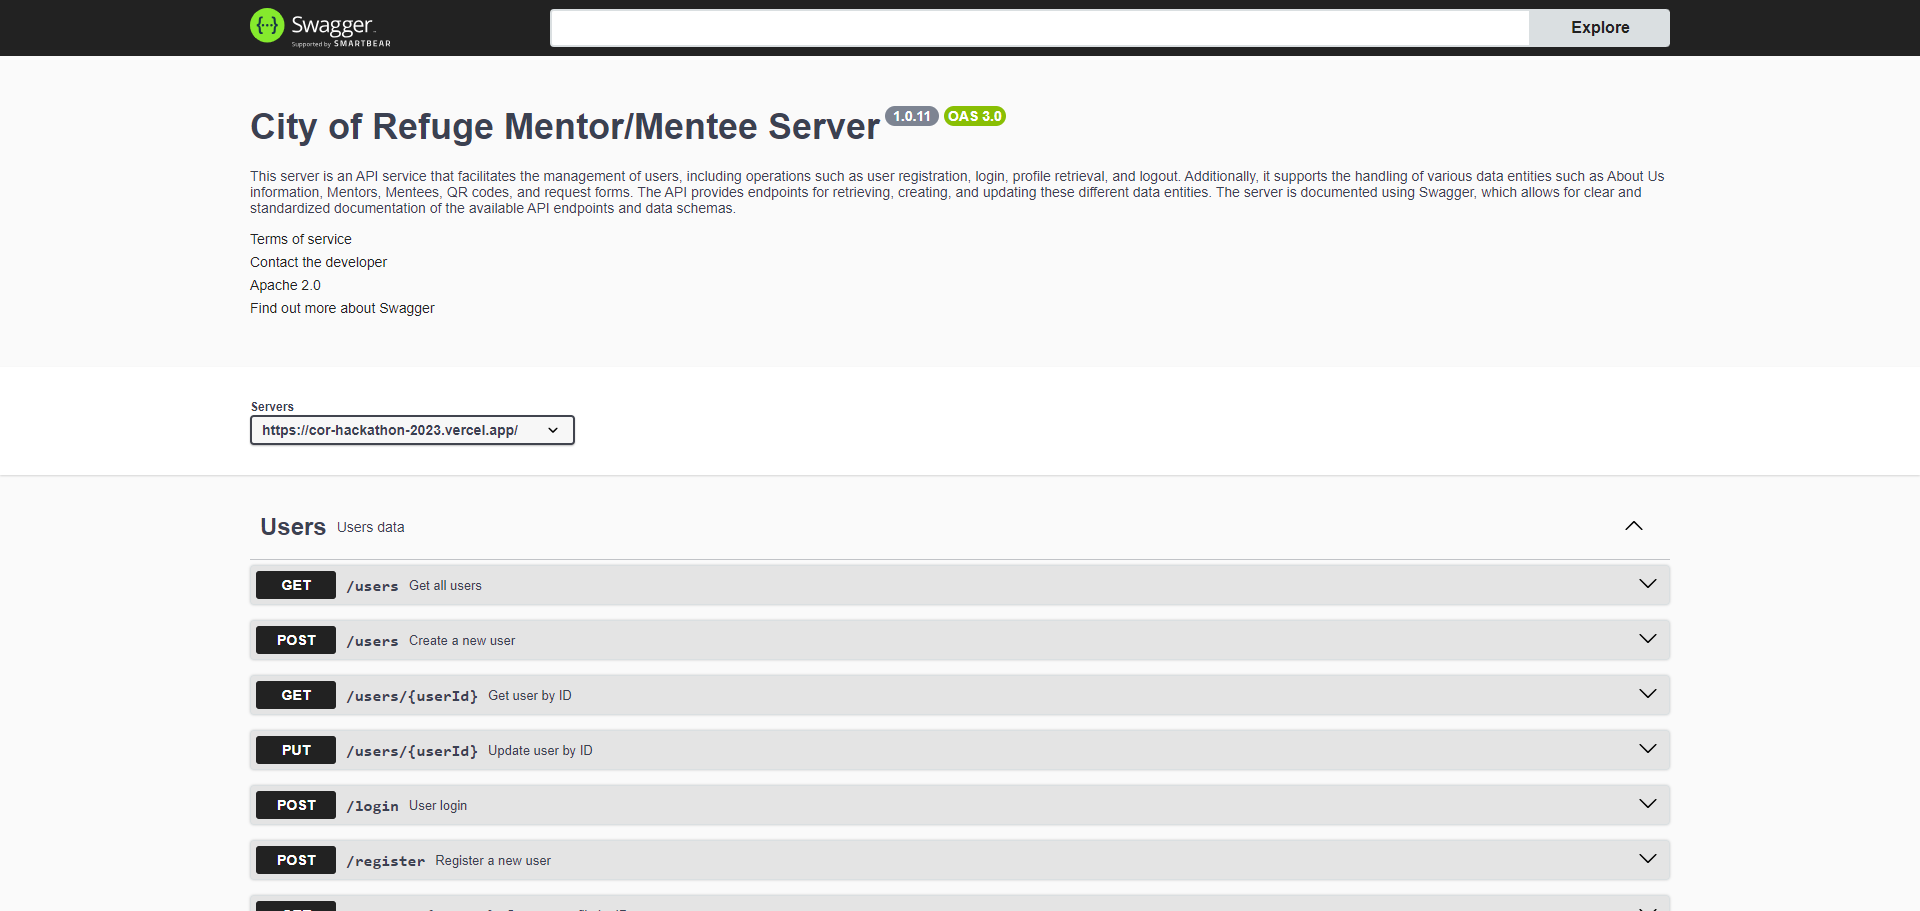 Swagger
Supported by SMARTBEAR
Explore
City of Refuge Mentor/Mentee Server 1.0.11 OAS 3.0
This server is an API service that facilitates the management of users, including operations such as user registration, login, profile retrieval, and logout. Additionally, it supports the handling of various data entities such as About Us
information, Mentors, Mentees, QR codes, and request forms. The API provides endpoints for retrieving, creating, and updating these different data entities. The server is documented using Swagger, which allows for clear and
standardized documentation of the available API endpoints and data schemas.
Terms of service
Contact the developer
Apache 2.0
Find out more about Swagger
Servers
https://cor-hackathon-2023.vercel.app/
Users Users data
GET /users Get all users
POST /users Create a new user
GET /users/{userId} Get user by ID
PUT /users/{userId} Update user by ID
POST /login User login
POST /register Register a new user